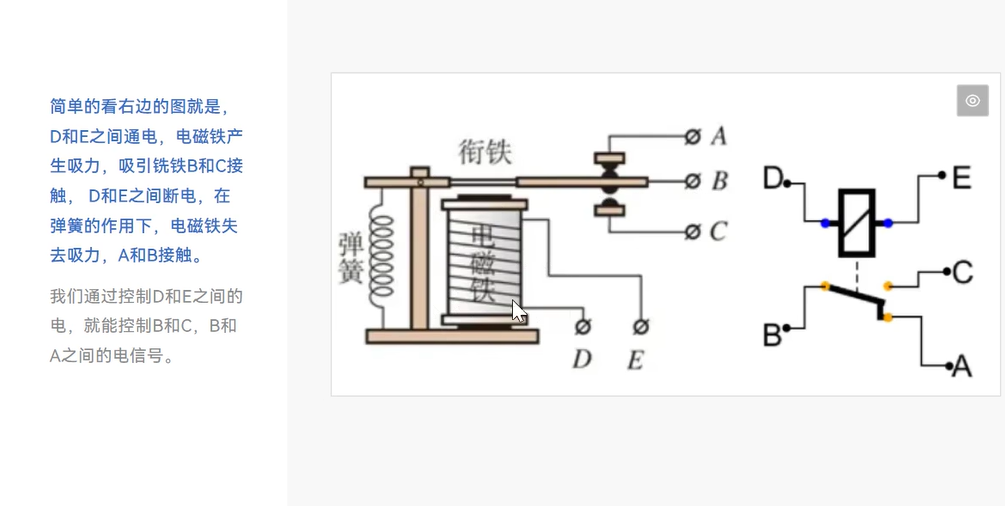 简单的看右边的图就是，
D和E之间通电，电磁铁产
生吸力，吸引铣铁B和C接
触， D和E之间断电，在
弹簧的作用下，电磁铁失
去吸力，A和B接触。
我们通过控制D和E之间的
电，就能控制B和C，B和
A之间的电信号。
衔铁
A
B
C
弹簧
电磁铁
D
E
D
E
C
B
A